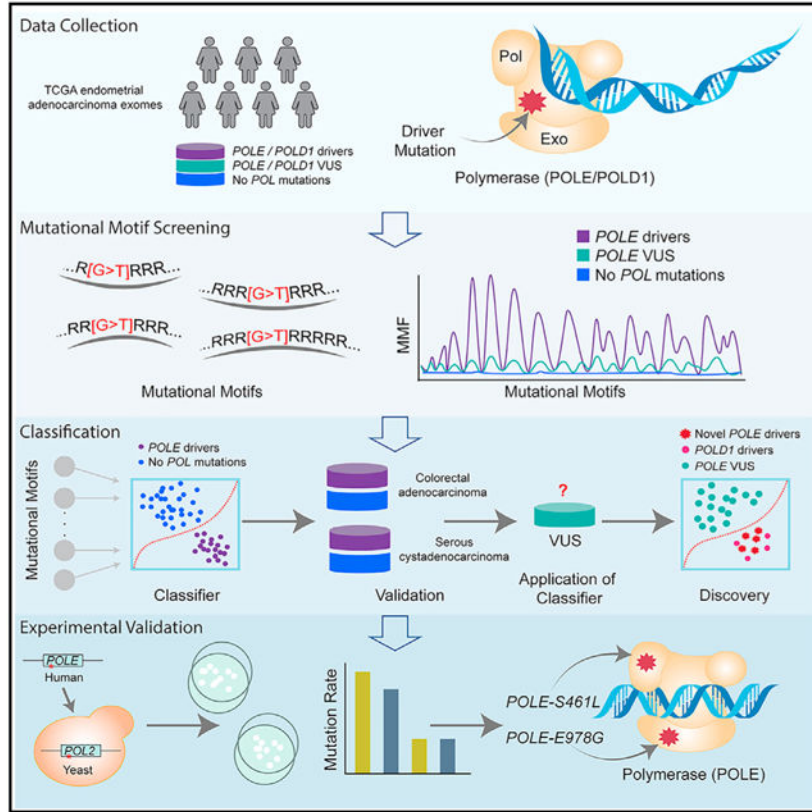 Data Collection
TCGA endometrial
adenocarcinoma exomes
POLE / POLD1 drivers
POLE / POLD1 VUS
No POL mutations
Pol
Exo
Driver
Mutation
Polymerase (POLE/POLD1)
Mutational Motif Screening
...R[G>T]RRR...
...RRR[G>T]RRR...
...RR[G>T]RRR...
...RRR[G>T]RRRRR...
Mutational Motifs
POLE drivers
POLE VUS
No POL mutations
MMF
Mutational Motifs
Classification
Mutational Motifs
POLE drivers
No POL mutations
Classifier
Colorectal
adenocarcinoma
Serous
cystadenocarcinoma
Validation
?
VUS
Application of
Classifier
Novel POLE drivers
POLD1 drivers
POLE VUS
Discovery
Experimental Validation
POLE
Human
POL2
Yeast
Mutation Rate
POLE-S461L
POLE-E978G
Polymerase (POLE)